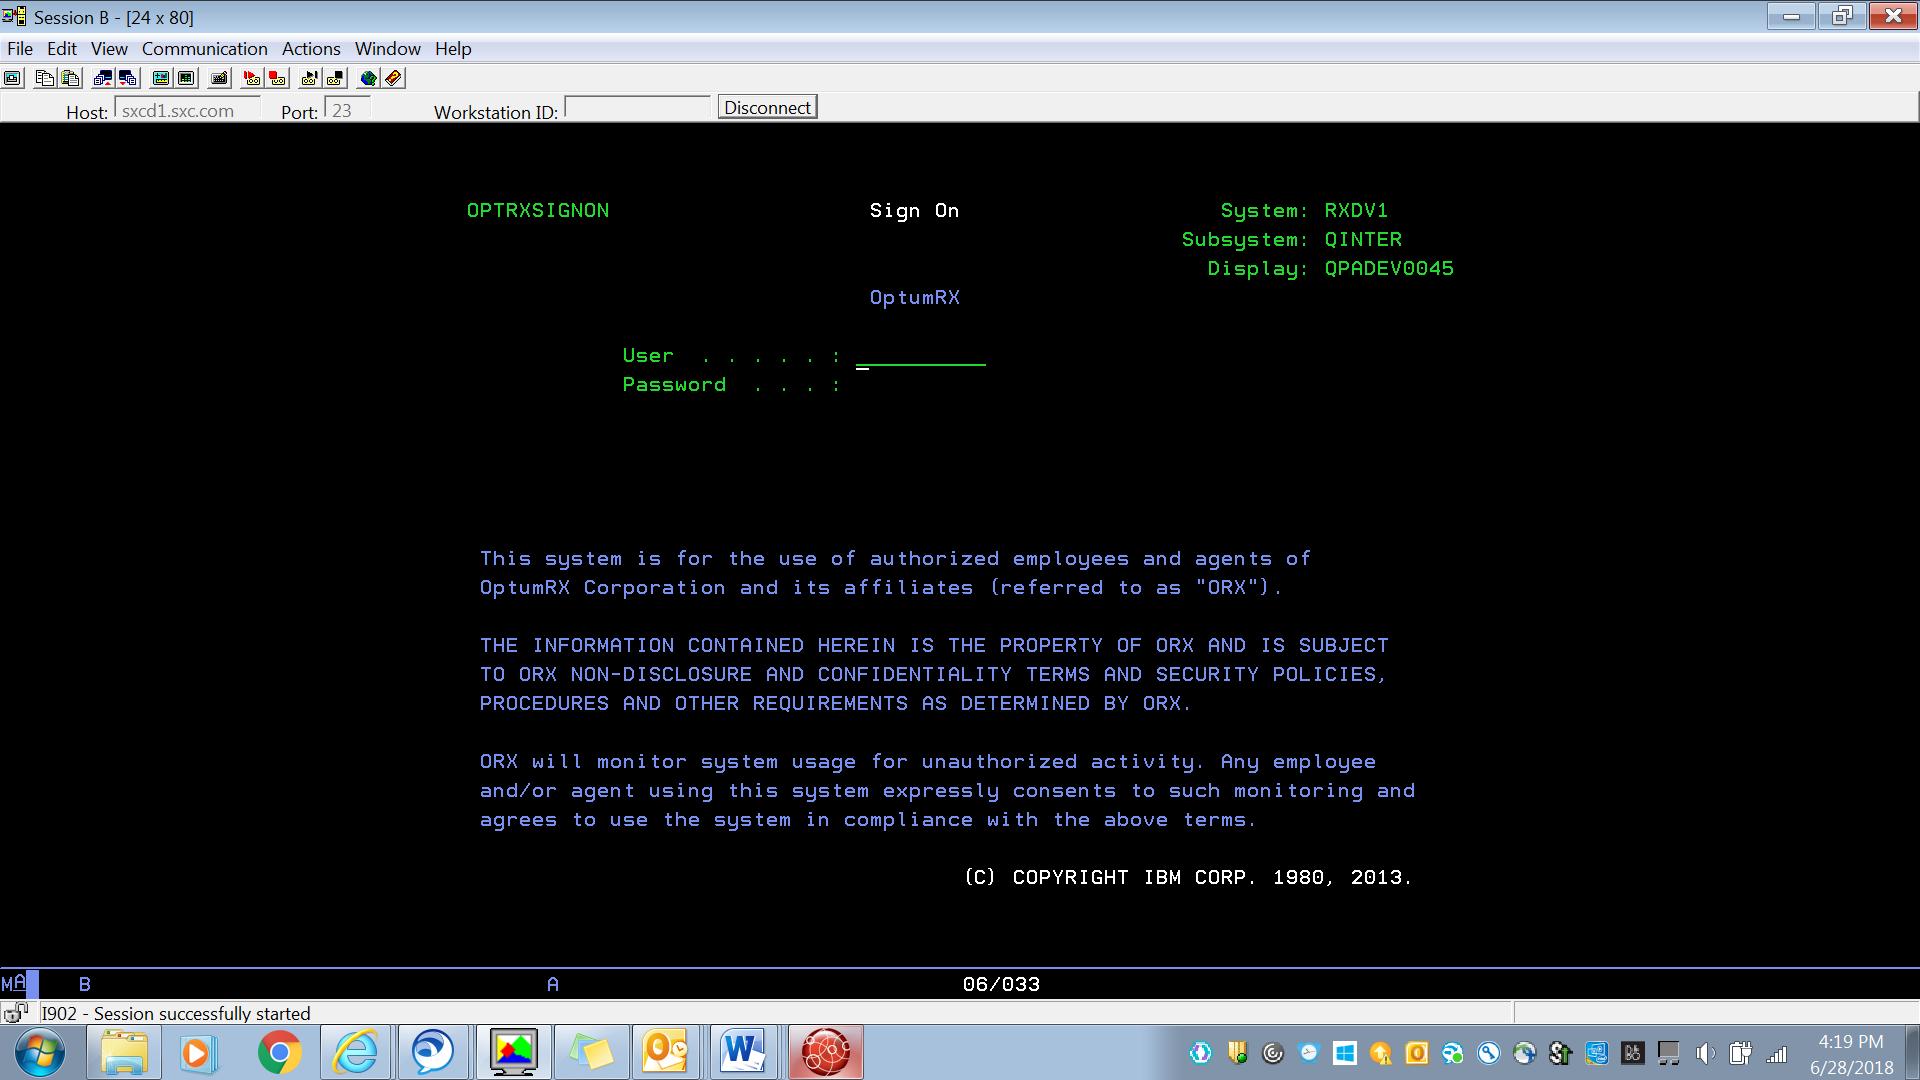 Session B - [24 x 80]
File Edit View Communication Actions Window Help
Host: sxcd1.sxc.com Port: 23 Workstation ID: Disconnect
OPTRXSIGNON Sign On System: RXDV1
Subsystem: QINTER
Display: QPADEV0045
OptumRX
User . . . . . :
Password . . . :
This system is for the use of authorized employees and agents of
OptumRX Corporation and its affiliates (referred to as "ORX").
THE INFORMATION CONTAINED HEREIN IS THE PROPERTY OF ORX AND IS SUBJECT
TO ORX NON-DISCLOSURE AND CONFIDENTIALITY TERMS AND SECURITY POLICIES,
PROCEDURES AND OTHER REQUIREMENTS AS DETERMINED BY ORX.
ORX will monitor system usage for unauthorized activity. Any employee
and/or agent using this system expressly consents to such monitoring and
agrees to use the system in compliance with the above terms.
(C) COPYRIGHT IBM CORP. 1980, 2013.
MA B A 06/033
I902 - Session successfully started
4:19 PM
6/28/2018